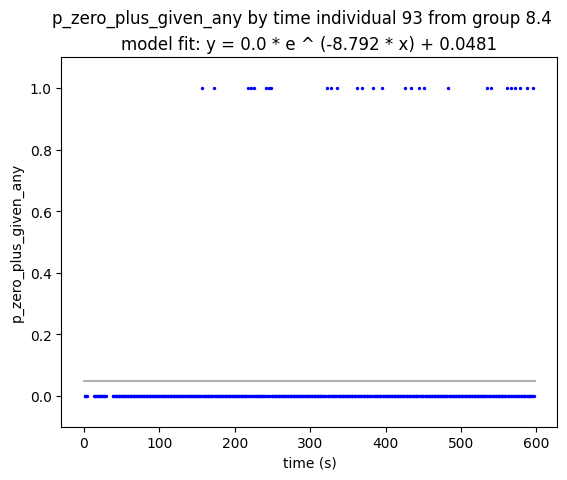 p_zero_plus_given_any by time individual 93 from group 8.4
model fit: y = 0.0 * e ^ (-8.792 * x) + 0.0481
1.0
0.8
0.6
0.4
0.2
0.0
p_zero_plus_given_any
0 100 200 300 400 500 600
time (s)